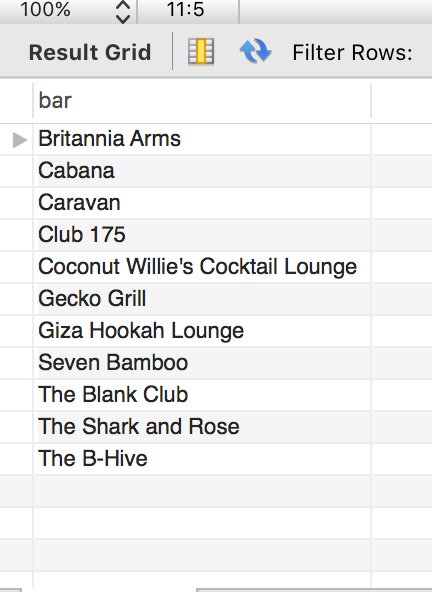 100% 11:5
Result Grid Filter Rows:
bar
Britannia Arms
Cabana
Caravan
Club 175
Coconut Willie's Cocktail Lounge
Gecko Grill
Giza Hookah Lounge
Seven Bamboo
The Blank Club
The Shark and Rose
The B-Hive